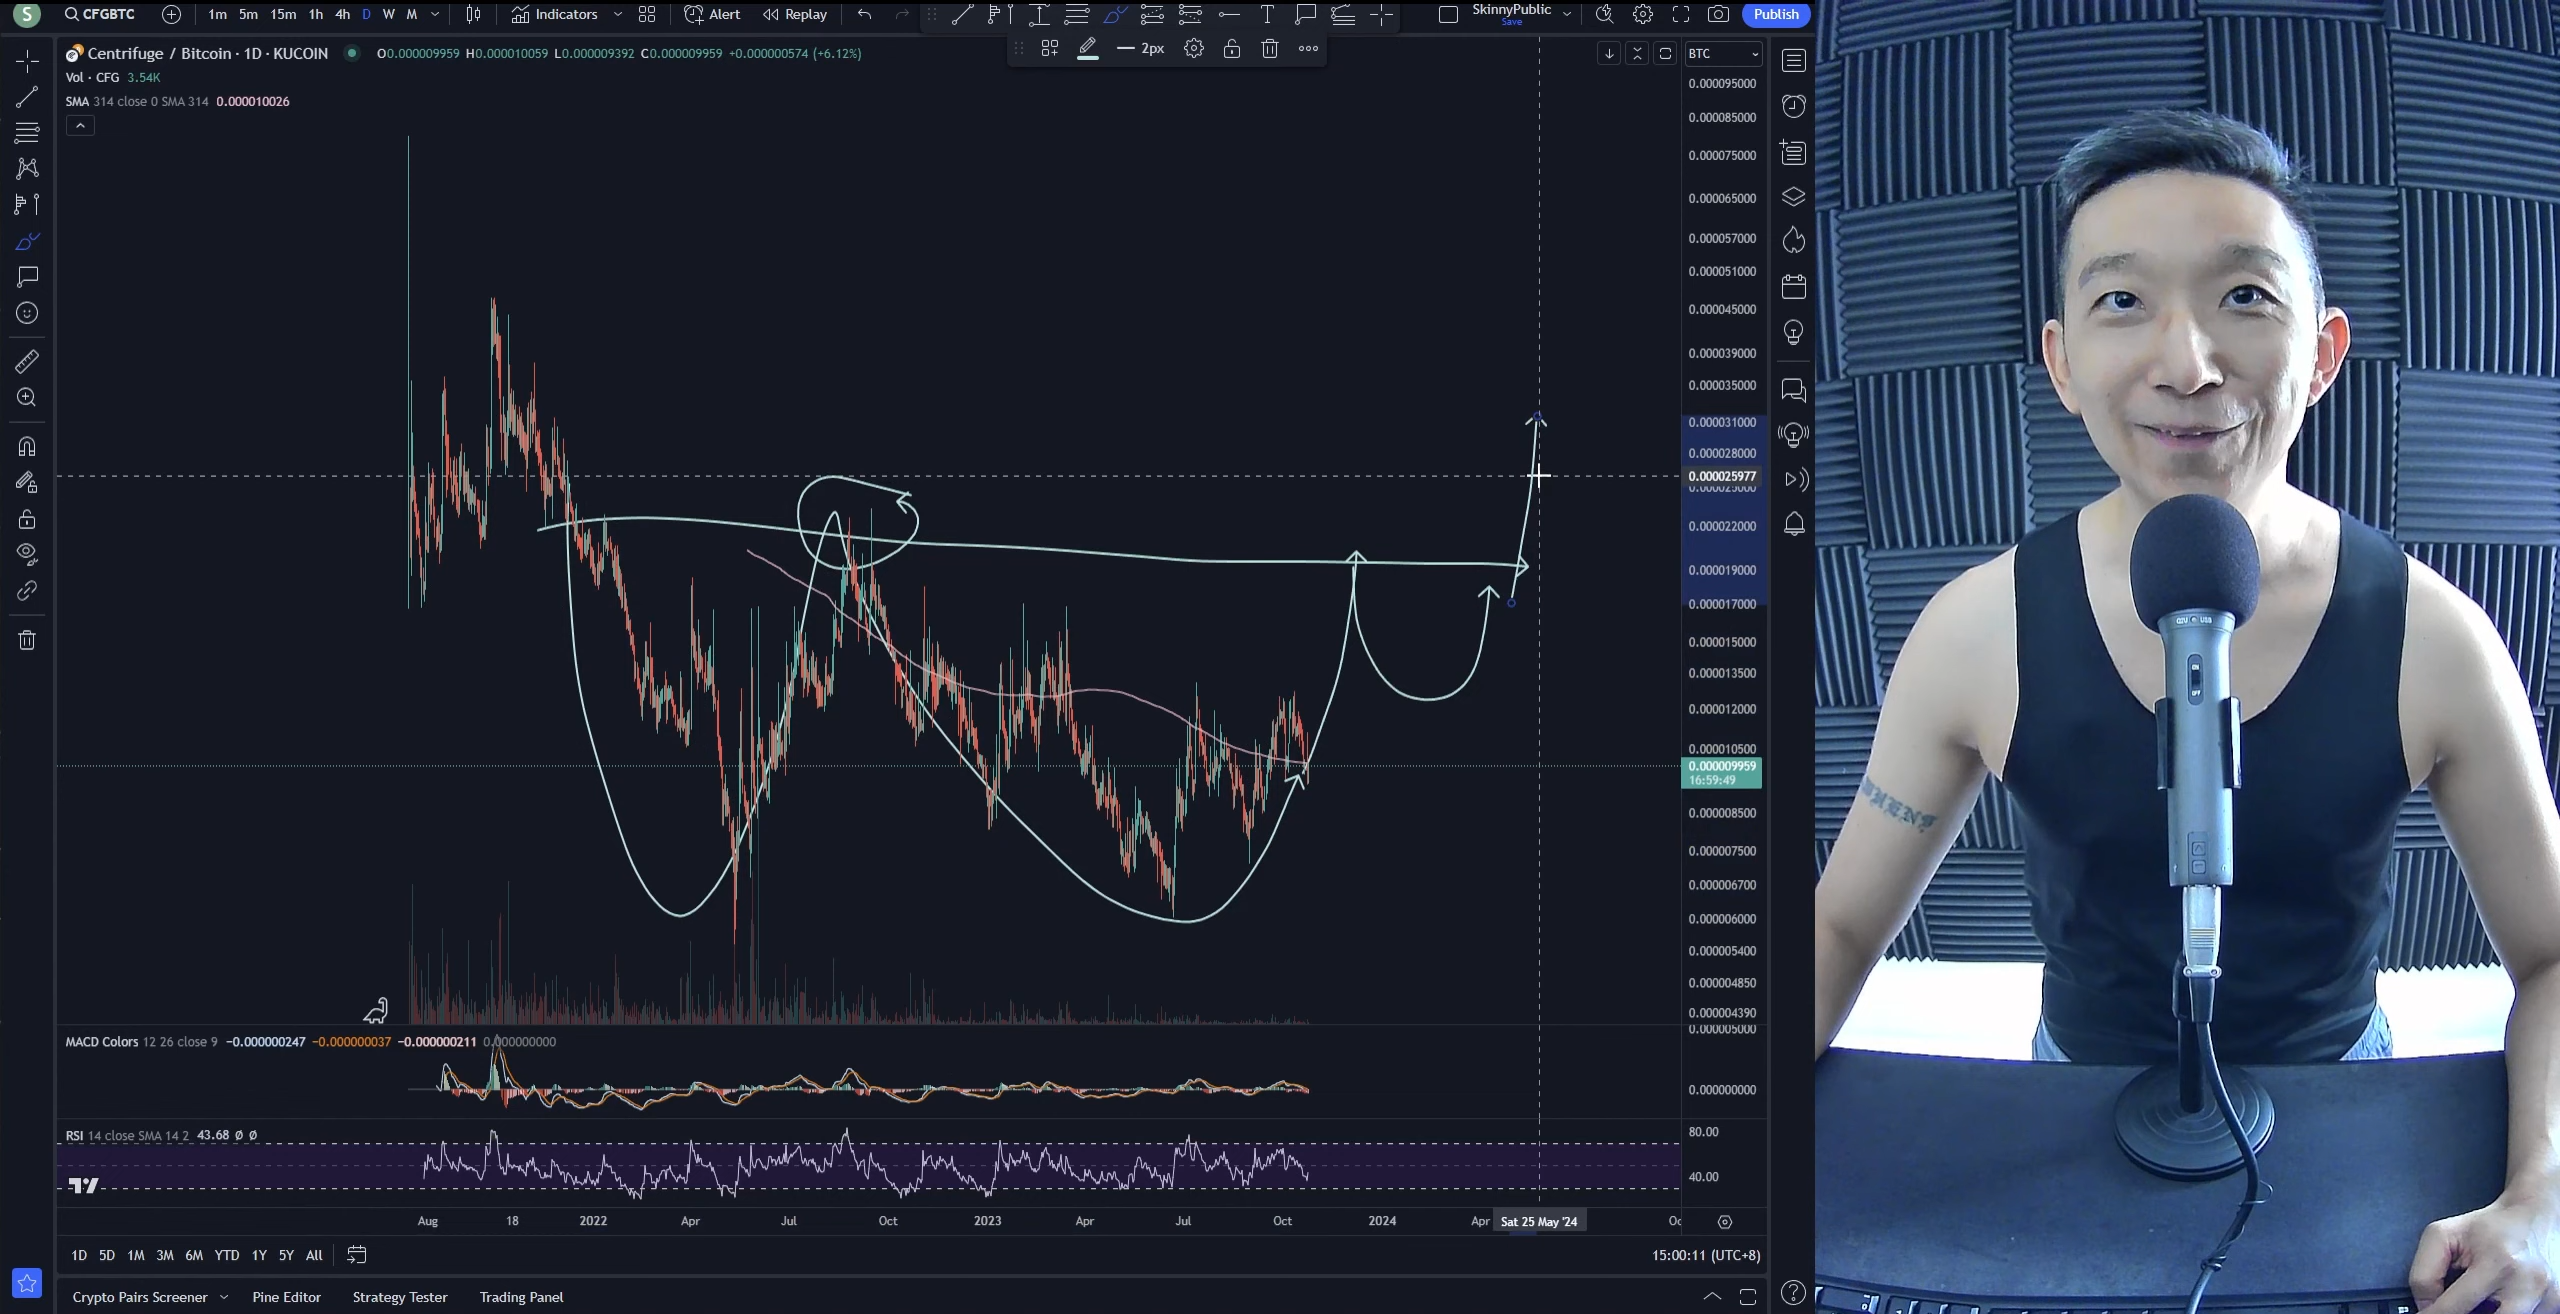 S
CFGBTC
1m 5m 15m 1h 4h D W M
Indicators
Alert
Replay
SkinnyPublic
Save
Publish
2px
Centrifuge / Bitcoin · 1D · KUCOIN
O0.000009959 H0.000010059 L0.000009392 C0.000009959 +0.000000574 (+6.12%)
Vol · CFG 3.54K
SMA 314 close 0 SMA 314 0.000010026
BTC
0.000095000
0.000085000
0.000075000
0.000065000
0.000057000
0.000051000
0.000045000
0.000039000
0.000035000
0.000031000
0.000028000
0.000025977
0.000025000
0.000022000
0.000019000
0.000017000
0.000015000
0.000013500
0.000012000
0.000010500
0.000009959
16:59:49
0.000008500
0.000007500
0.000006700
0.000006000
0.000005400
0.000004850
0.000004390
MACD Colors 12 26 close 9 −0.000000247 −0.000000037 −0.000000211 0.000000000
0.000005000
0.000000000
RSI 14 close SMA 14 2 43.68 Ø Ø
80.00
40.00
Aug 18 2022 Apr Jul Oct 2023 Apr Jul Oct 2024 Apr Sat 25 May '24
1D 5D 1M 3M 6M YTD 1Y 5Y All
15:00:11 (UTC+8)
Crypto Pairs Screener
Pine Editor
Strategy Tester
Trading Panel